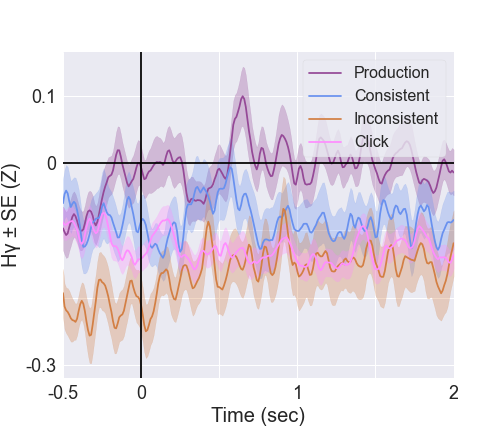 Production
Consistent
Inconsistent
Click
Hγ ± SE (Z)
0.1
0
-0.3
-0.5
0
1
2
Time (sec)